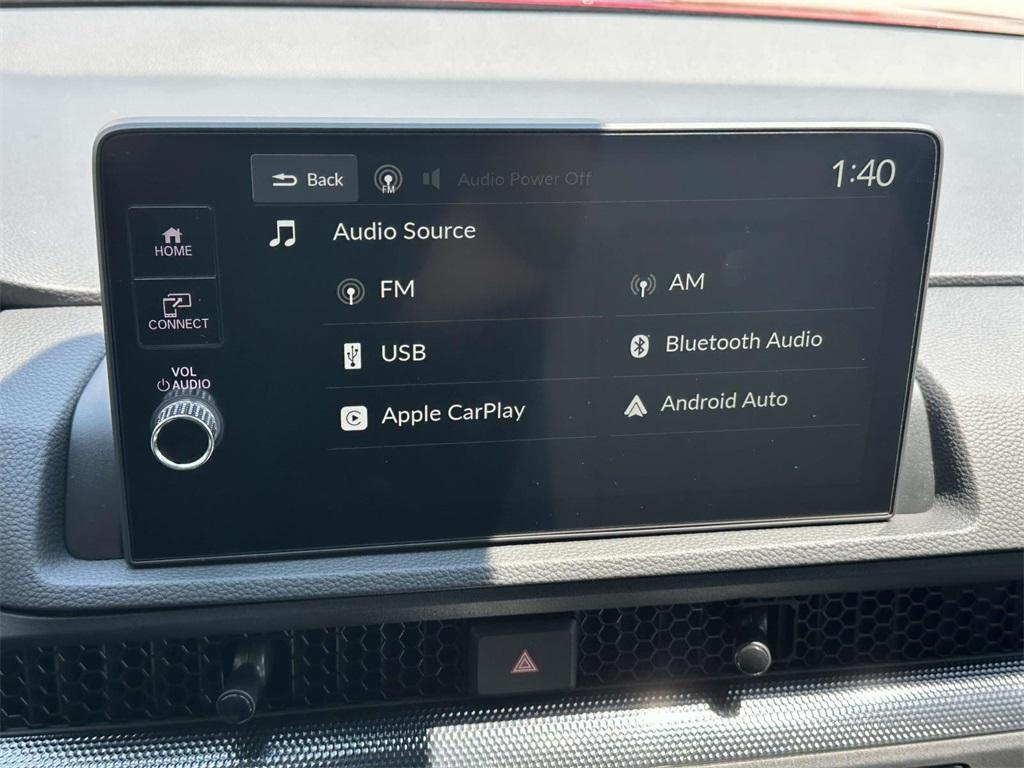 Back FM Audio Power Off 1:40
HOME
Audio Source
FM AM
CONNECT
USB Bluetooth Audio
VOL
AUDIO
Apple CarPlay Android Auto